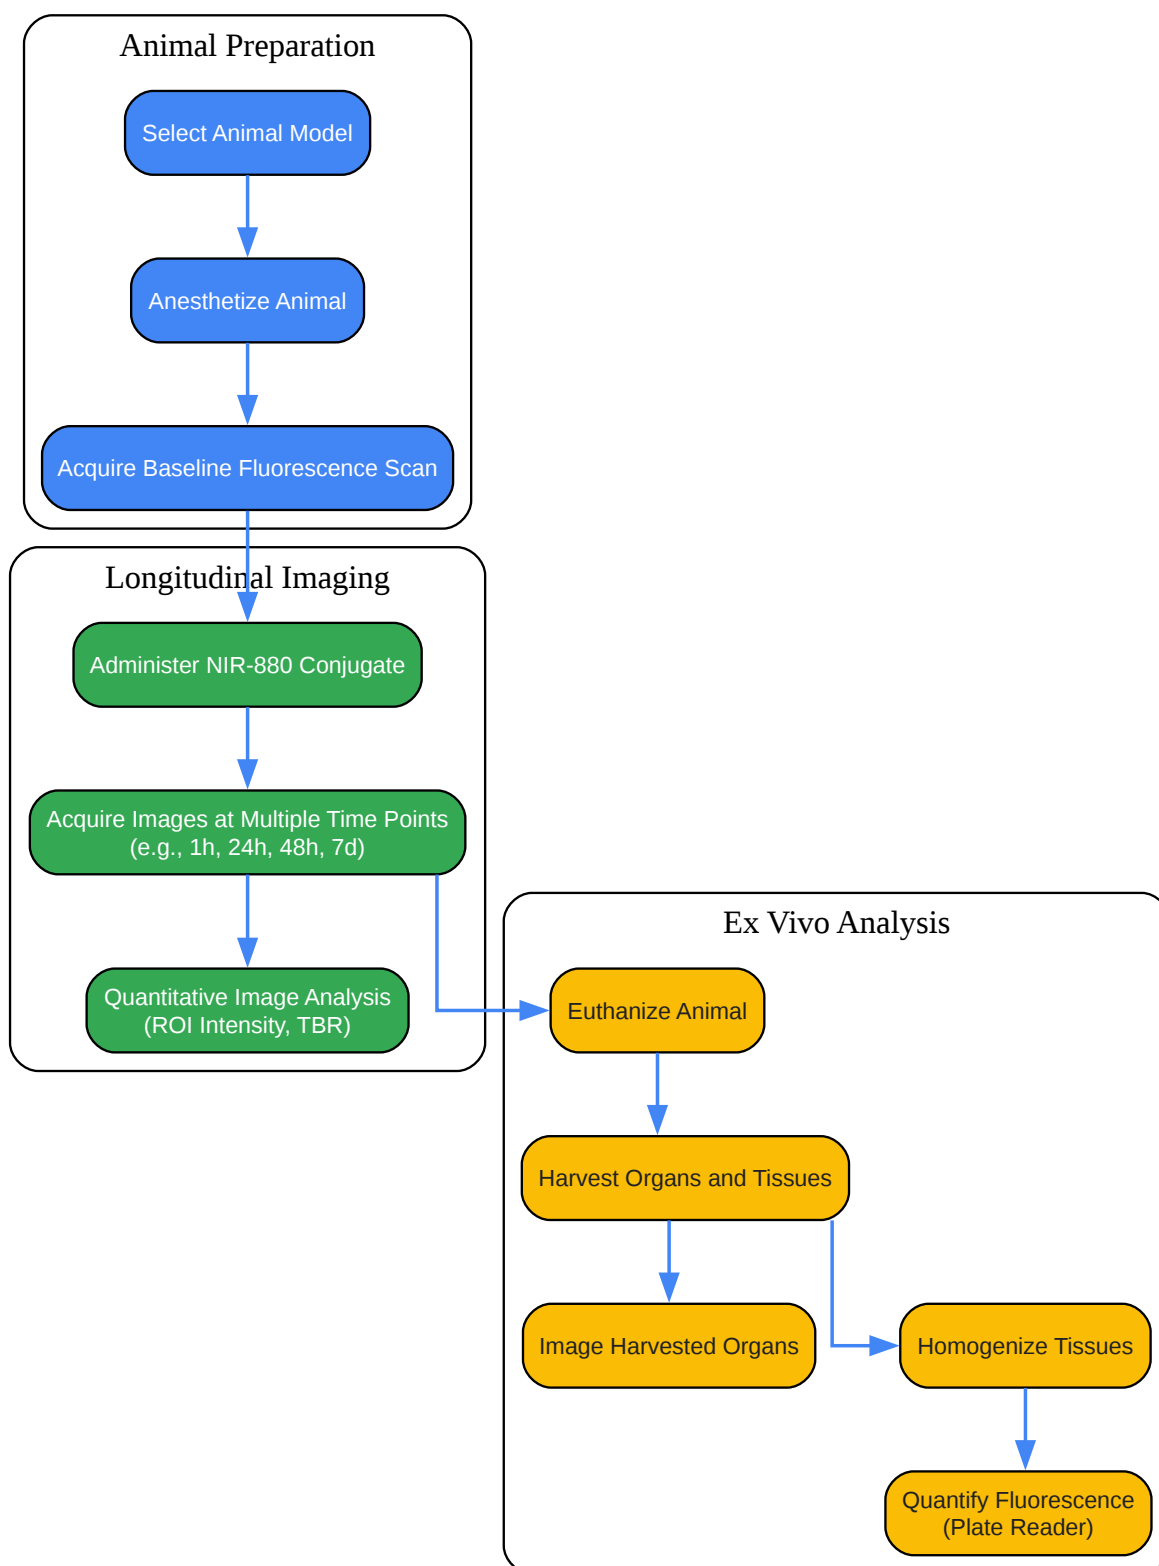 Animal Preparation
Select Animal Model
Anesthetize Animal
Acquire Baseline Fluorescence Scan
Longitudinal Imaging
Administer NIR-880 Conjugate
Acquire Images at Multiple Time Points
(e.g., 1h, 24h, 48h, 7d)
Quantitative Image Analysis
(ROI Intensity, TBR)
Ex Vivo Analysis
Euthanize Animal
Harvest Organs and Tissues
Image Harvested Organs
Homogenize Tissues
Quantify Fluorescence
(Plate Reader)